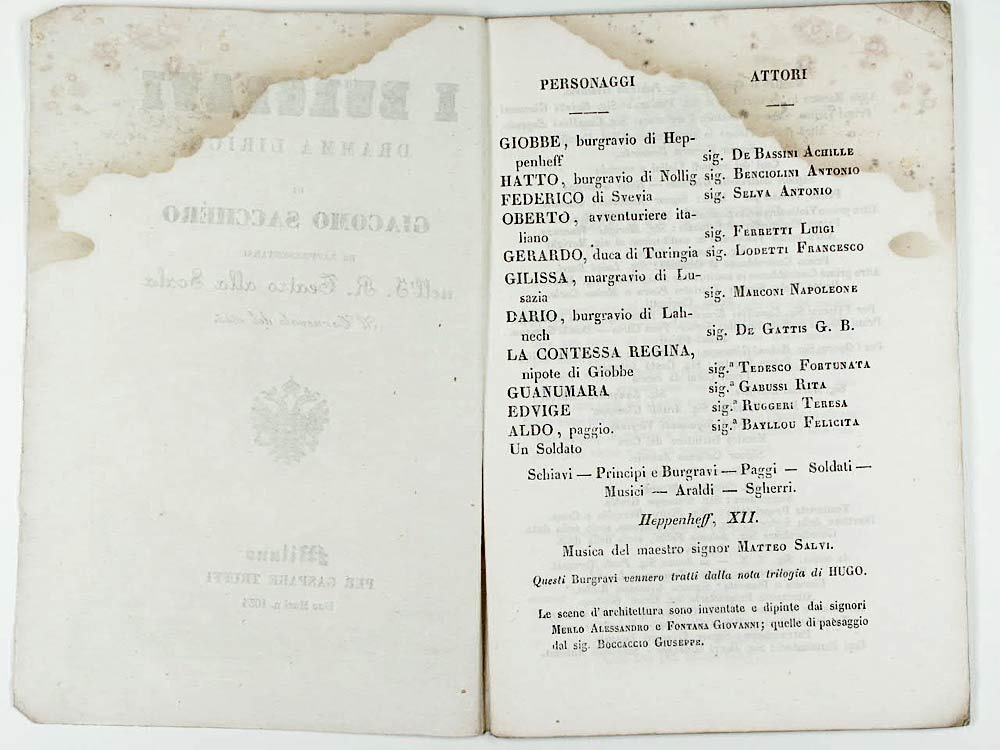 PERSONAGGI ATTORI
GIOBBE, burgravio di Hep-
penheff sig. DE BASSINI ACHILLE
HATTO, burgravio di Nollig sig. BENCIOLINI ANTONIO
FEDERICO di Svevia sig. SELVA ANTONIO
OBERTO, avventuriere ita-
liano sig. FERRETTI LUIGI
GERARDO, duca di Turingia sig. LODETTI FRANCESCO
GILISSA, margravio di Lu-
sazia sig. MARCONI NAPOLEONE
DARIO, burgravio di Lah-
nech sig. DE GATTIS G. B.
LA CONTESSA REGINA,
nipote di Giobbe sig.ª TEDESCO FORTUNATA
GUANUMARA sig.ª GABUSSI RITA
EDVIGE sig.ª RUGGERI TERESA
ALDO, paggio. sig.ª BAYLLOU FELICITA
Un Soldato
Schiavi — Principi e Burgravi — Paggi — Soldati —
Musici — Araldi — Sgherri.
Heppenheff, XII.
Musica del maestro signor MATTEO SALVI.
Questi Burgravi vennero tratti dalla nota trilogia di HUGO.
Le scene d'architettura sono inventate e dipinte dai signori
MERLO ALESSANDRO e FONTANA GIOVANNI; quelle di paesaggio
dal sig. BOCCACCIO GIUSEPPE.